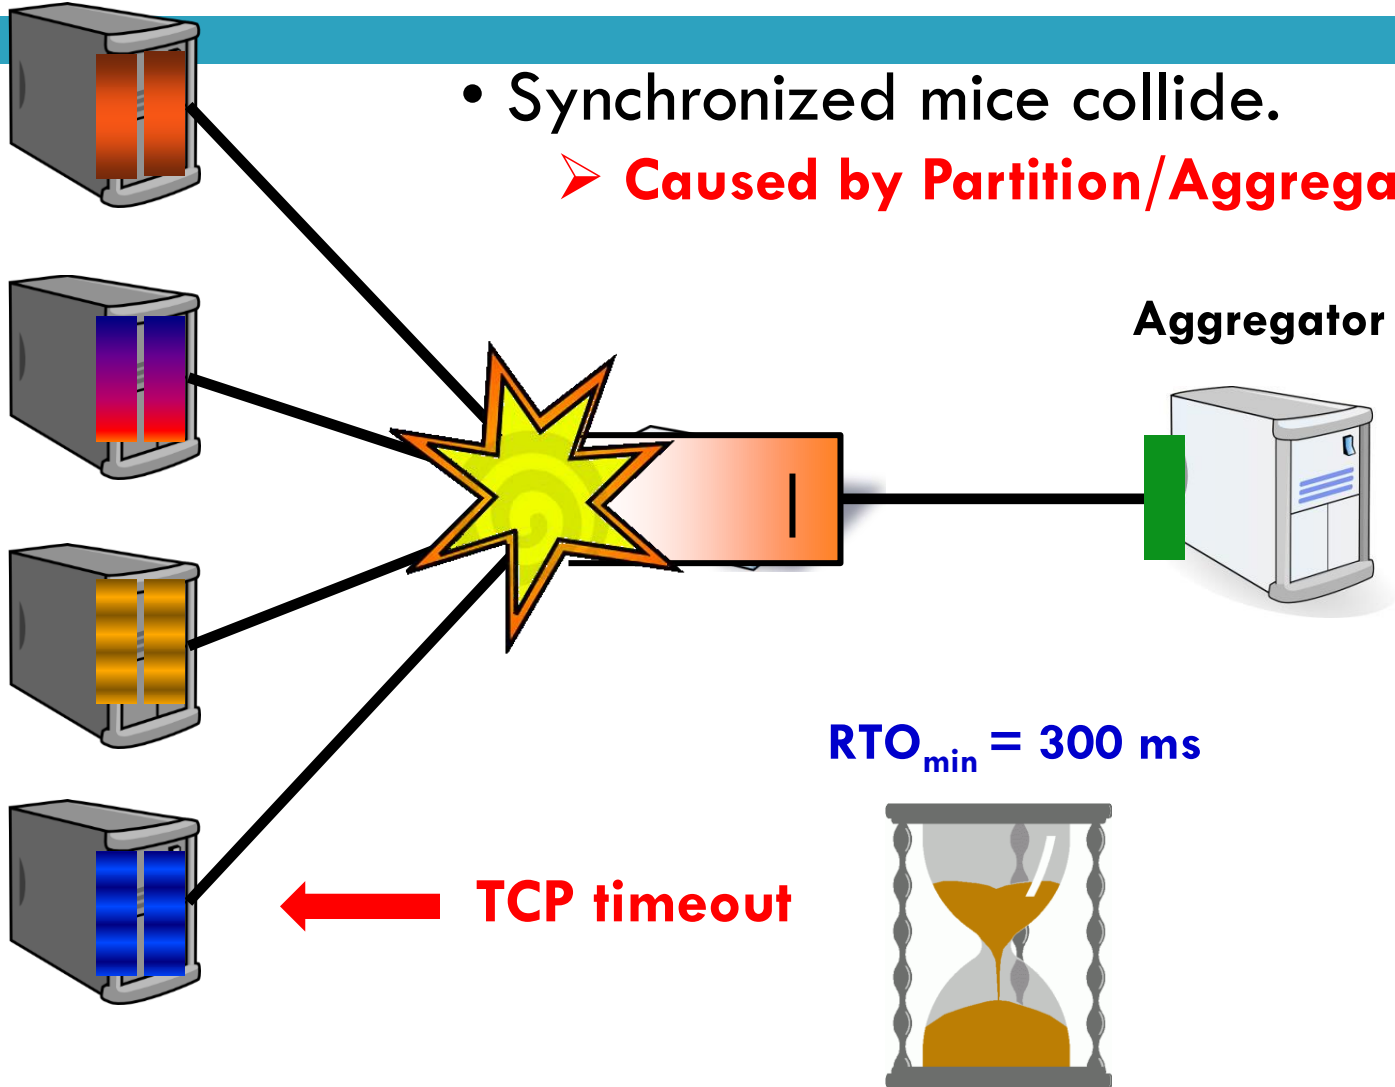 • Synchronized mice collide.
➢ Caused by Partition/Aggrega
Aggregator
RTOmin = 300 ms
TCP timeout